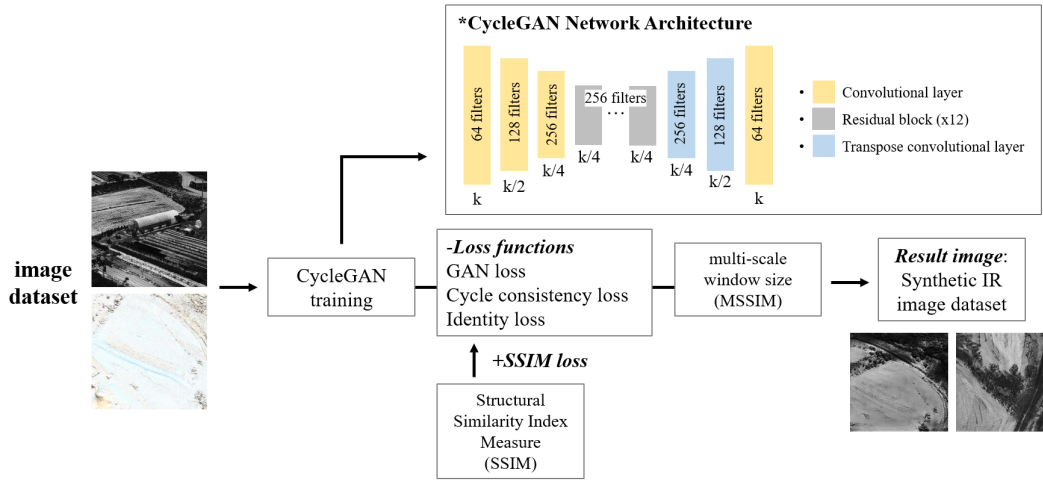 *CycleGAN Network Architecture
64 filters
128 filters
256 filters
256 filters
...
256 filters
128 filters
64 filters
k
k/2
k/4
k/4
k/4
k/4
k/2
k
• Convolutional layer
• Residual block (x12)
• Transpose convolutional layer
image
dataset
CycleGAN
training
-Loss functions
GAN loss
Cycle consistency loss
Identity loss
+SSIM loss
Structural
Similarity Index
Measure
(SSIM)
multi-scale
window size
(MSSIM)
Result image:
Synthetic IR
image dataset